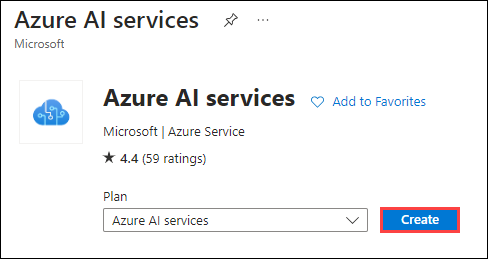 Azure AI services
...
Microsoft
Azure AI services
Add to Favorites
Microsoft | Azure Service
★ 4.4 (59 ratings)
Plan
Azure AI services
Create